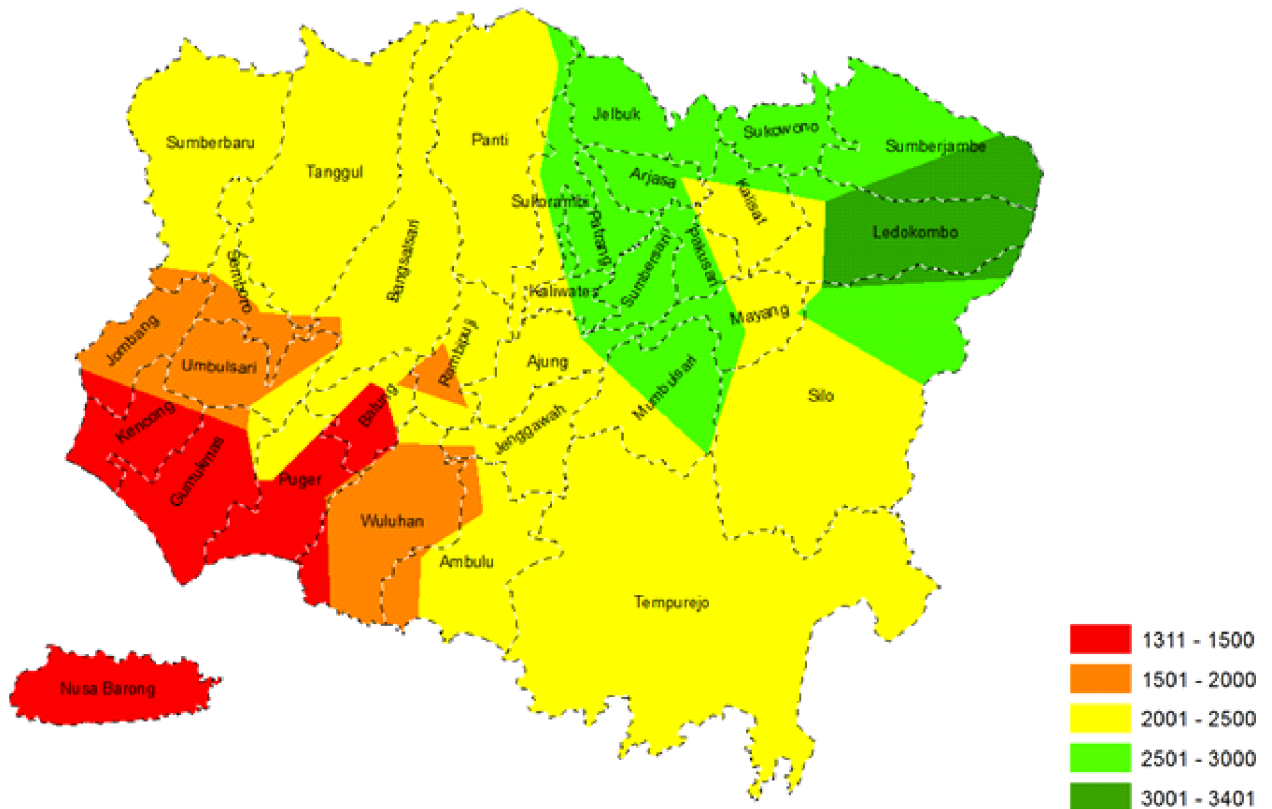 Jelbuk
Sukowono
Sumberbaru
Panti
Sumberjambe
Tanggul
Arjasa
Kalisat
Sukorambi
Patrang
Ledokombo
Bangsalsari
Sumbersari
Pakusari
Gemboro
Kaliwates
Mayang
Jombang
Rambipuji
Umbulsari
Ajung
Mumbulsari
Silo
Balung
Kencong
Jenggawah
Gumukmas
Puger
Wuluhan
Ambulu
Tempurejo
Nusa Barong
1311 - 1500
1501 - 2000
2001 - 2500
2501 - 3000
3001 - 3401